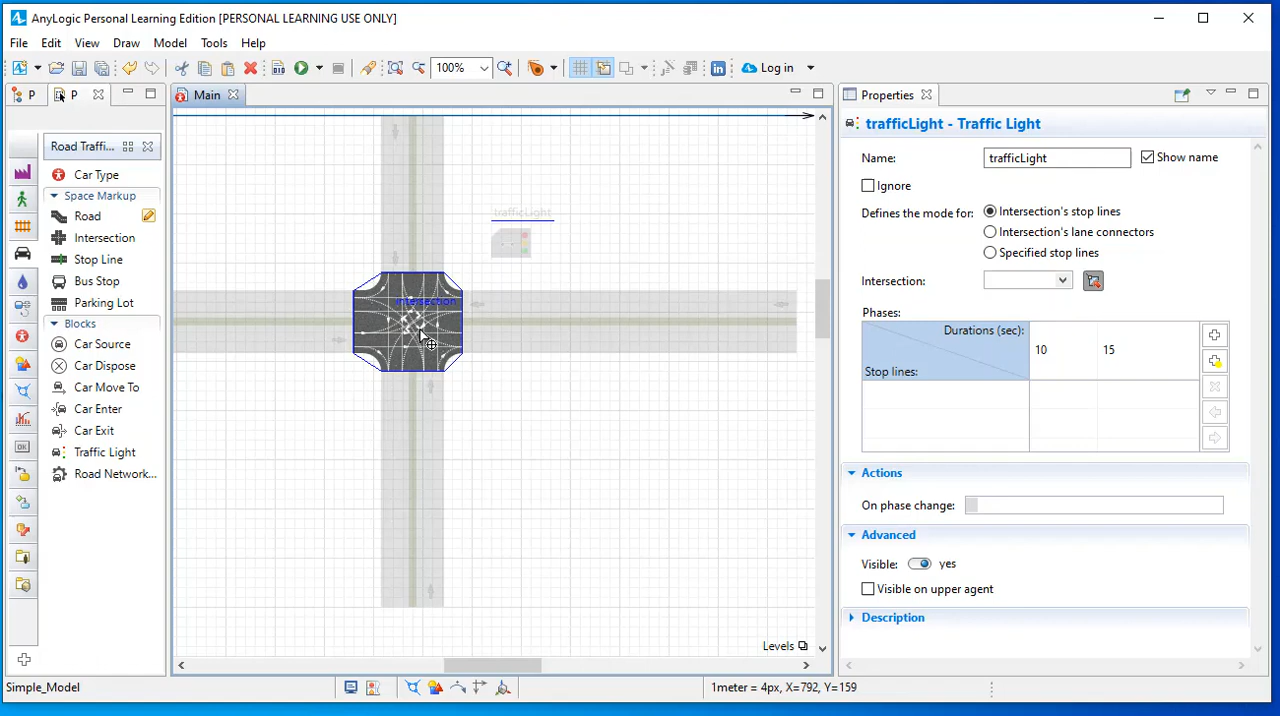 AnyLogic Personal Learning Edition [PERSONAL LEARNING USE ONLY]
File Edit View Draw Model Tools Help
100% Log in
P P Main
Road Traffi...
Car Type
Space Markup
Road
Intersection
Stop Line
Bus Stop
Parking Lot
Blocks
Car Source
Car Dispose
Car Move To
Car Enter
Car Exit
Traffic Light
Road Network...
trafficLight
intersection
Levels
Properties
trafficLight - Traffic Light
Name: trafficLight Show name
Ignore
Defines the mode for: Intersection's stop lines
Intersection's lane connectors
Specified stop lines
Intersection:
Phases:
Durations (sec):
10 15
Stop lines:
Actions
On phase change:
Advanced
Visible: yes
Visible on upper agent
Description
Simple_Model 1meter = 4px, X=792, Y=159